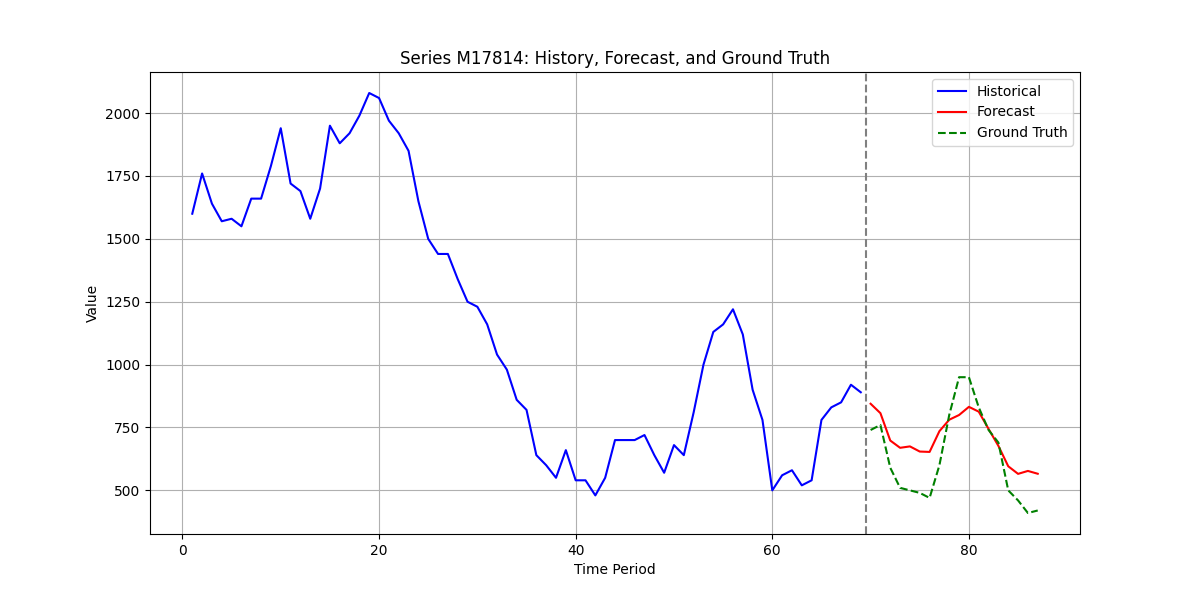 Series M17814: History, Forecast, and Ground Truth
Historical
Forecast
Ground Truth
Value
2000
1750
1500
1250
1000
750
500
0
20
40
60
80
Time Period